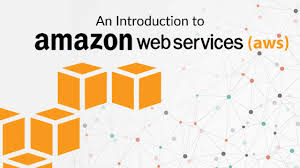 An Introduction to
amazon web services (aws)